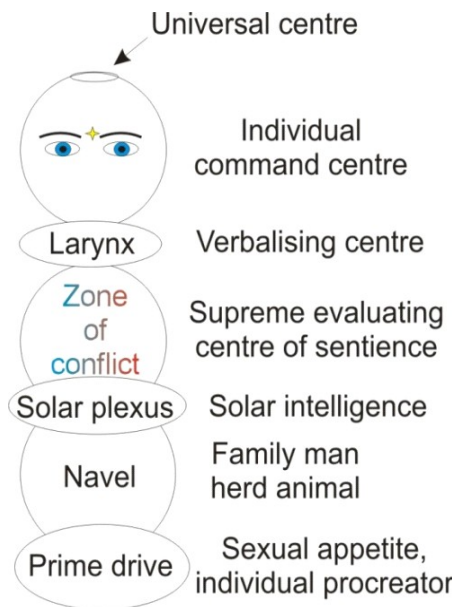 Universal centre
Individual
command centre
Larynx
Verbalising centre
Zone
of
conflict
Supreme evaluating
centre of sentience
Solar plexus
Solar intelligence
Navel
Family man
herd animal
Prime drive
Sexual appetite,
individual procreator